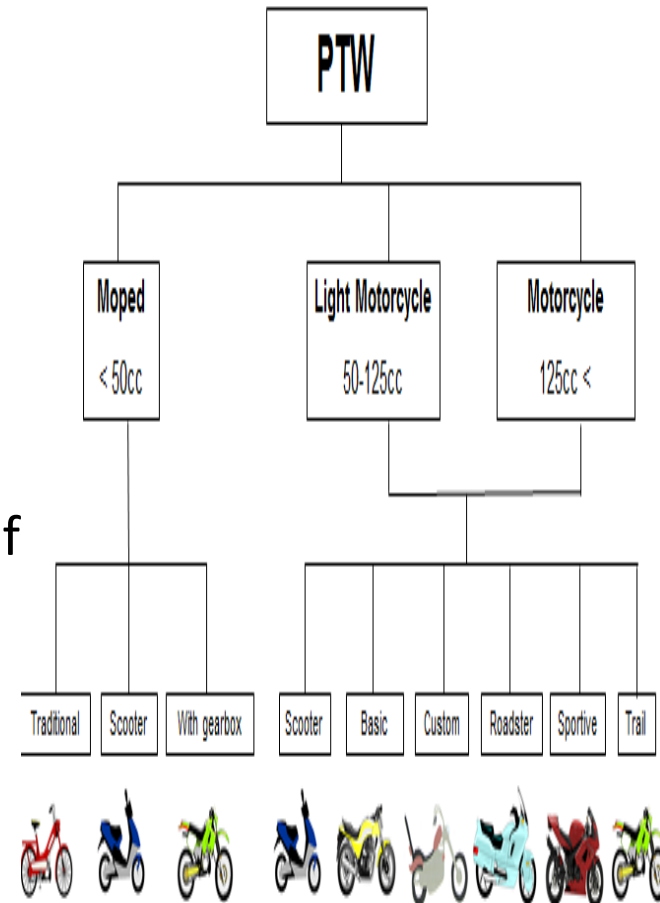 PTW
Moped
< 50cc
Light Motorcycle
50-125cc
Motorcycle
125cc <
f
Traditional
Scooter
With gearbox
Scooter
Basic
Custom
Roadster
Sportive
Trail